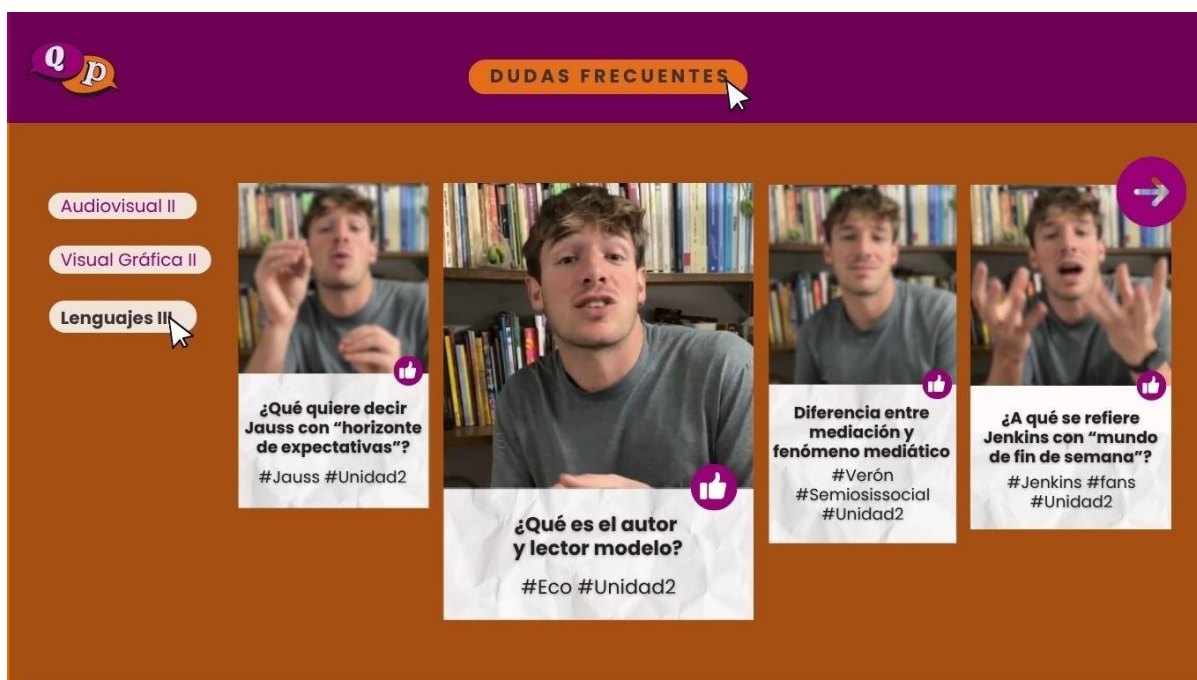 Q p
DUDAS FRECUENTES
Audiovisual II
Visual Gráfica II
Lenguajes III
¿Qué quiere decir
Jauss con “horizonte
de expectativas”?
#Jauss #Unidad2
¿Qué es el autor
y lector modelo?
#Eco #Unidad2
Diferencia entre
mediación y
fenómeno mediático
#Verón
#Semiosissocial
#Unidad2
¿A qué se refiere
Jenkins con “mundo
de fin de semana”?
#Jenkins #fans
#Unidad2